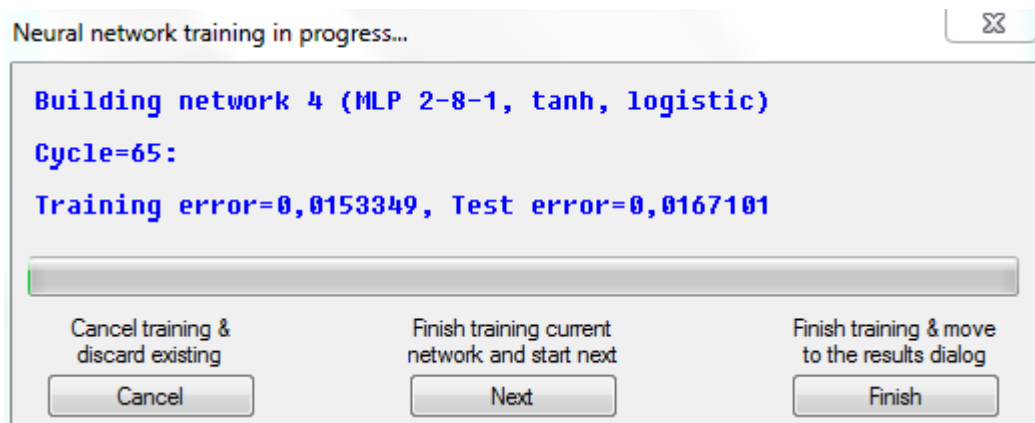 Neural network training in progress...
Building network 4 (MLP 2-8-1, tanh, logistic)
Cycle=65:
Training error=0,0153349, Test error=0,0167101
Cancel training &
discard existing
Cancel
Finish training current
network and start next
Next
Finish training & move
to the results dialog
Finish